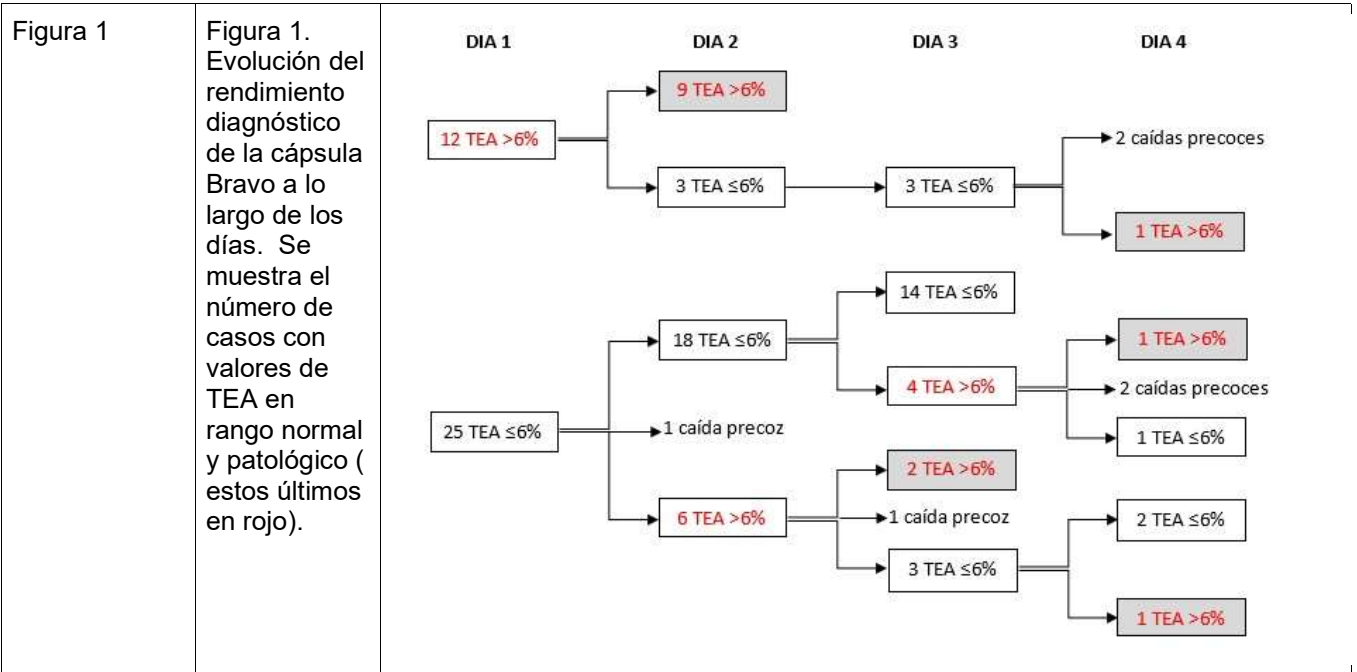 Figura 1
Figura 1.
Evolución del
rendimiento
diagnóstico
de la cápsula
Bravo a lo
largo de los
días. Se
muestra el
número de
casos con
valores de
TEA en
rango normal
y patológico (
estos últimos
en rojo).
DIA 1 DIA 2 DIA 3 DIA 4
9 TEA >6%
12 TEA >6%
2 caídas precoces
3 TEA ≤6% 3 TEA ≤6%
1 TEA >6%
14 TEA ≤6%
18 TEA ≤6% 1 TEA >6%
4 TEA >6% 2 caídas precoces
25 TEA ≤6% 1 caída precoz 1 TEA ≤6%
2 TEA >6%
6 TEA >6% 1 caída precoz 2 TEA ≤6%
3 TEA ≤6%
1 TEA >6%